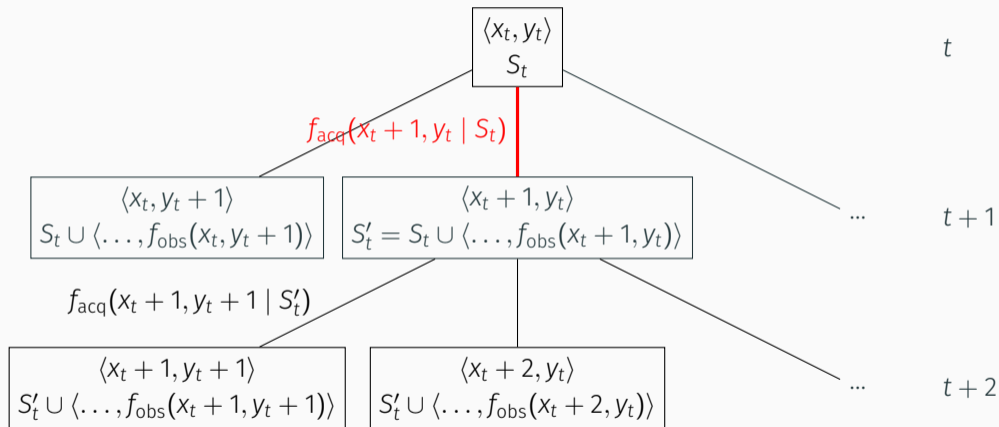 ⟨x_t, y_t⟩
S_t
t
f_acq(x_t + 1, y_t | S_t)
⟨x_t, y_t + 1⟩
S_t ∪ ⟨..., f_obs(x_t, y_t + 1)⟩
⟨x_t + 1, y_t⟩
S′_t = S_t ∪ ⟨..., f_obs(x_t + 1, y_t)⟩
...
t + 1
f_acq(x_t + 1, y_t + 1 | S′_t)
⟨x_t + 1, y_t + 1⟩
S′_t ∪ ⟨..., f_obs(x_t + 1, y_t + 1)⟩
⟨x_t + 2, y_t⟩
S′_t ∪ ⟨..., f_obs(x_t + 2, y_t)⟩
...
t + 2